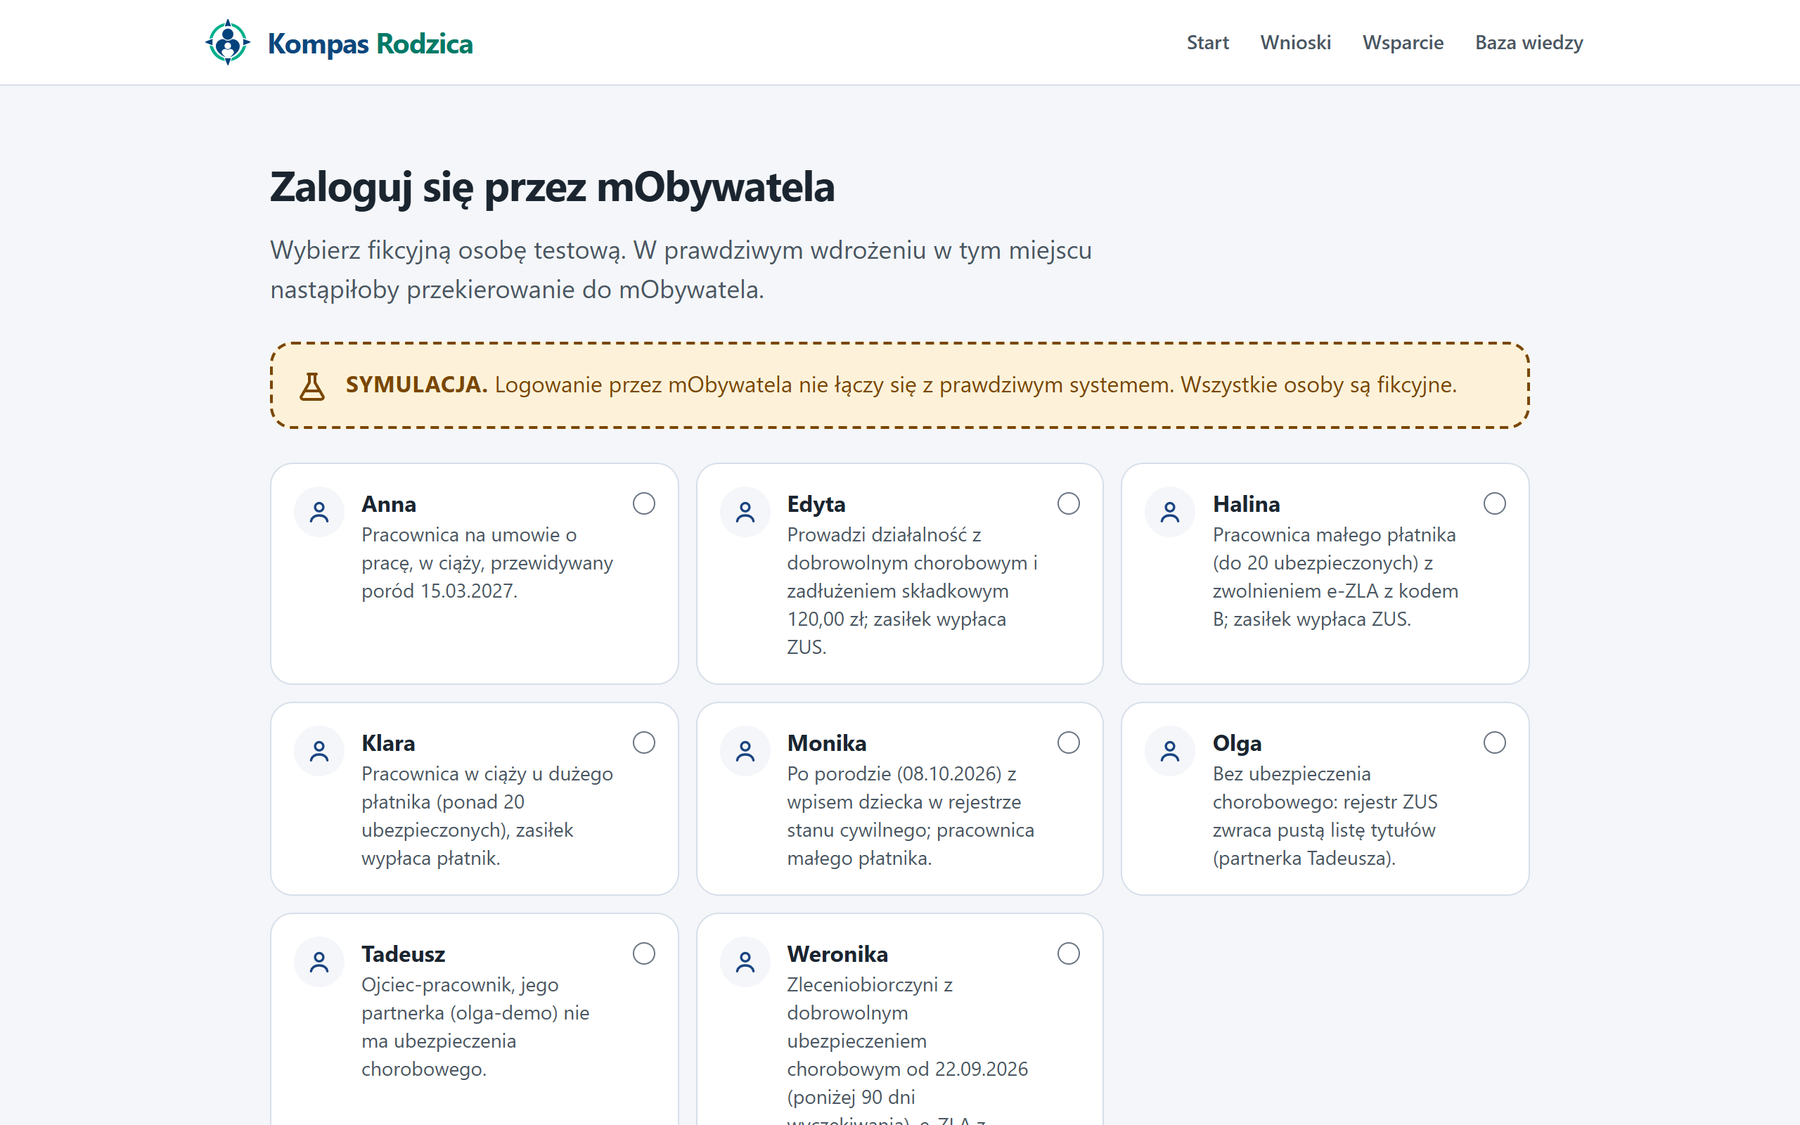 Kompas Rodzica
Start
Wnioski
Wsparcie
Baza wiedzy
Zaloguj się przez mObywatela
Wybierz fikcyjną osobę testową. W prawdziwym wdrożeniu w tym miejscu
nastąpiłoby przekierowanie do mObywatela.
SYMULACJA. Logowanie przez mObywatela nie łączy się z prawdziwym systemem. Wszystkie osoby są fikcyjne.
Anna
Pracownica na umowie o
pracę, w ciąży, przewidywany
poród 15.03.2027.
Edyta
Prowadzi działalność z
dobrowolnym chorobowym i
zadłużeniem składkowym
120,00 zł; zasiłek wypłaca
ZUS.
Halina
Pracownica małego płatnika
(do 20 ubezpieczonych) z
zwolnieniem e-ZLA z kodem
B; zasiłek wypłaca ZUS.
Klara
Pracownica w ciąży u dużego
płatnika (ponad 20
ubezpieczonych), zasiłek
wypłaca płatnik.
Monika
Po porodzie (08.10.2026) z
wpisem dziecka w rejestrze
stanu cywilnego; pracownica
małego płatnika.
Olga
Bez ubezpieczenia
chorobowego: rejestr ZUS
zwraca pustą listę tytułów
(partnerka Tadeusza).
Tadeusz
Ojciec-pracownik, jego
partnerka (olga-demo) nie
ma ubezpieczenia
chorobowego.
Weronika
Zleceniobiorczyni z
dobrowolnym
ubezpieczeniem
chorobowym od 22.09.2026
(poniżej 90 dni
wyczekiwania), e-ZLA z